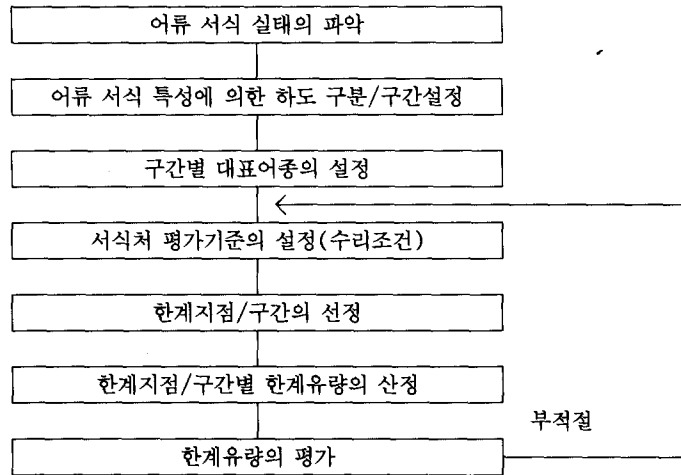 어류 서식 실태의 파악
어류 서식 특성에 의한 하도 구분/구간설정
구간별 대표어종의 설정
서식처 평가기준의 설정(수리조건)
한계지점/구간의 선정
한계지점/구간별 한계유량의 산정
부적절
한계유량의 평가